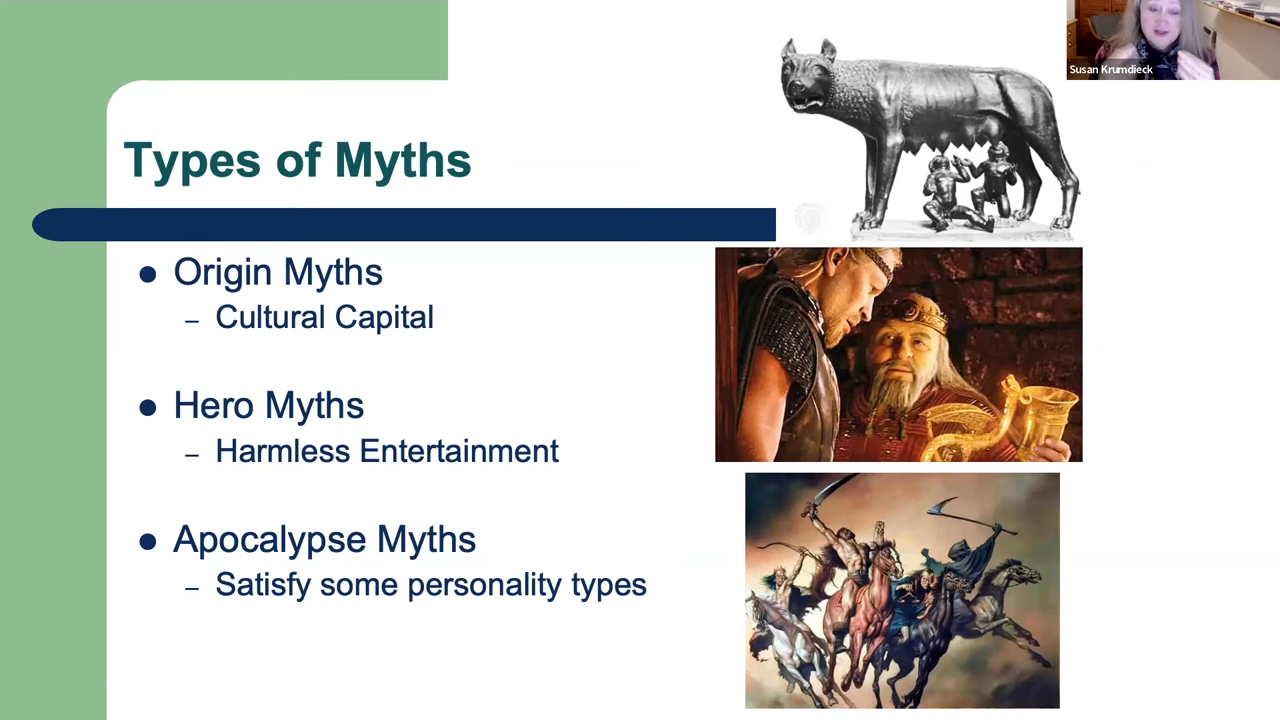 Susan Krumdieck
Types of Myths
Origin Myths
– Cultural Capital
Hero Myths
– Harmless Entertainment
Apocalypse Myths
– Satisfy some personality types